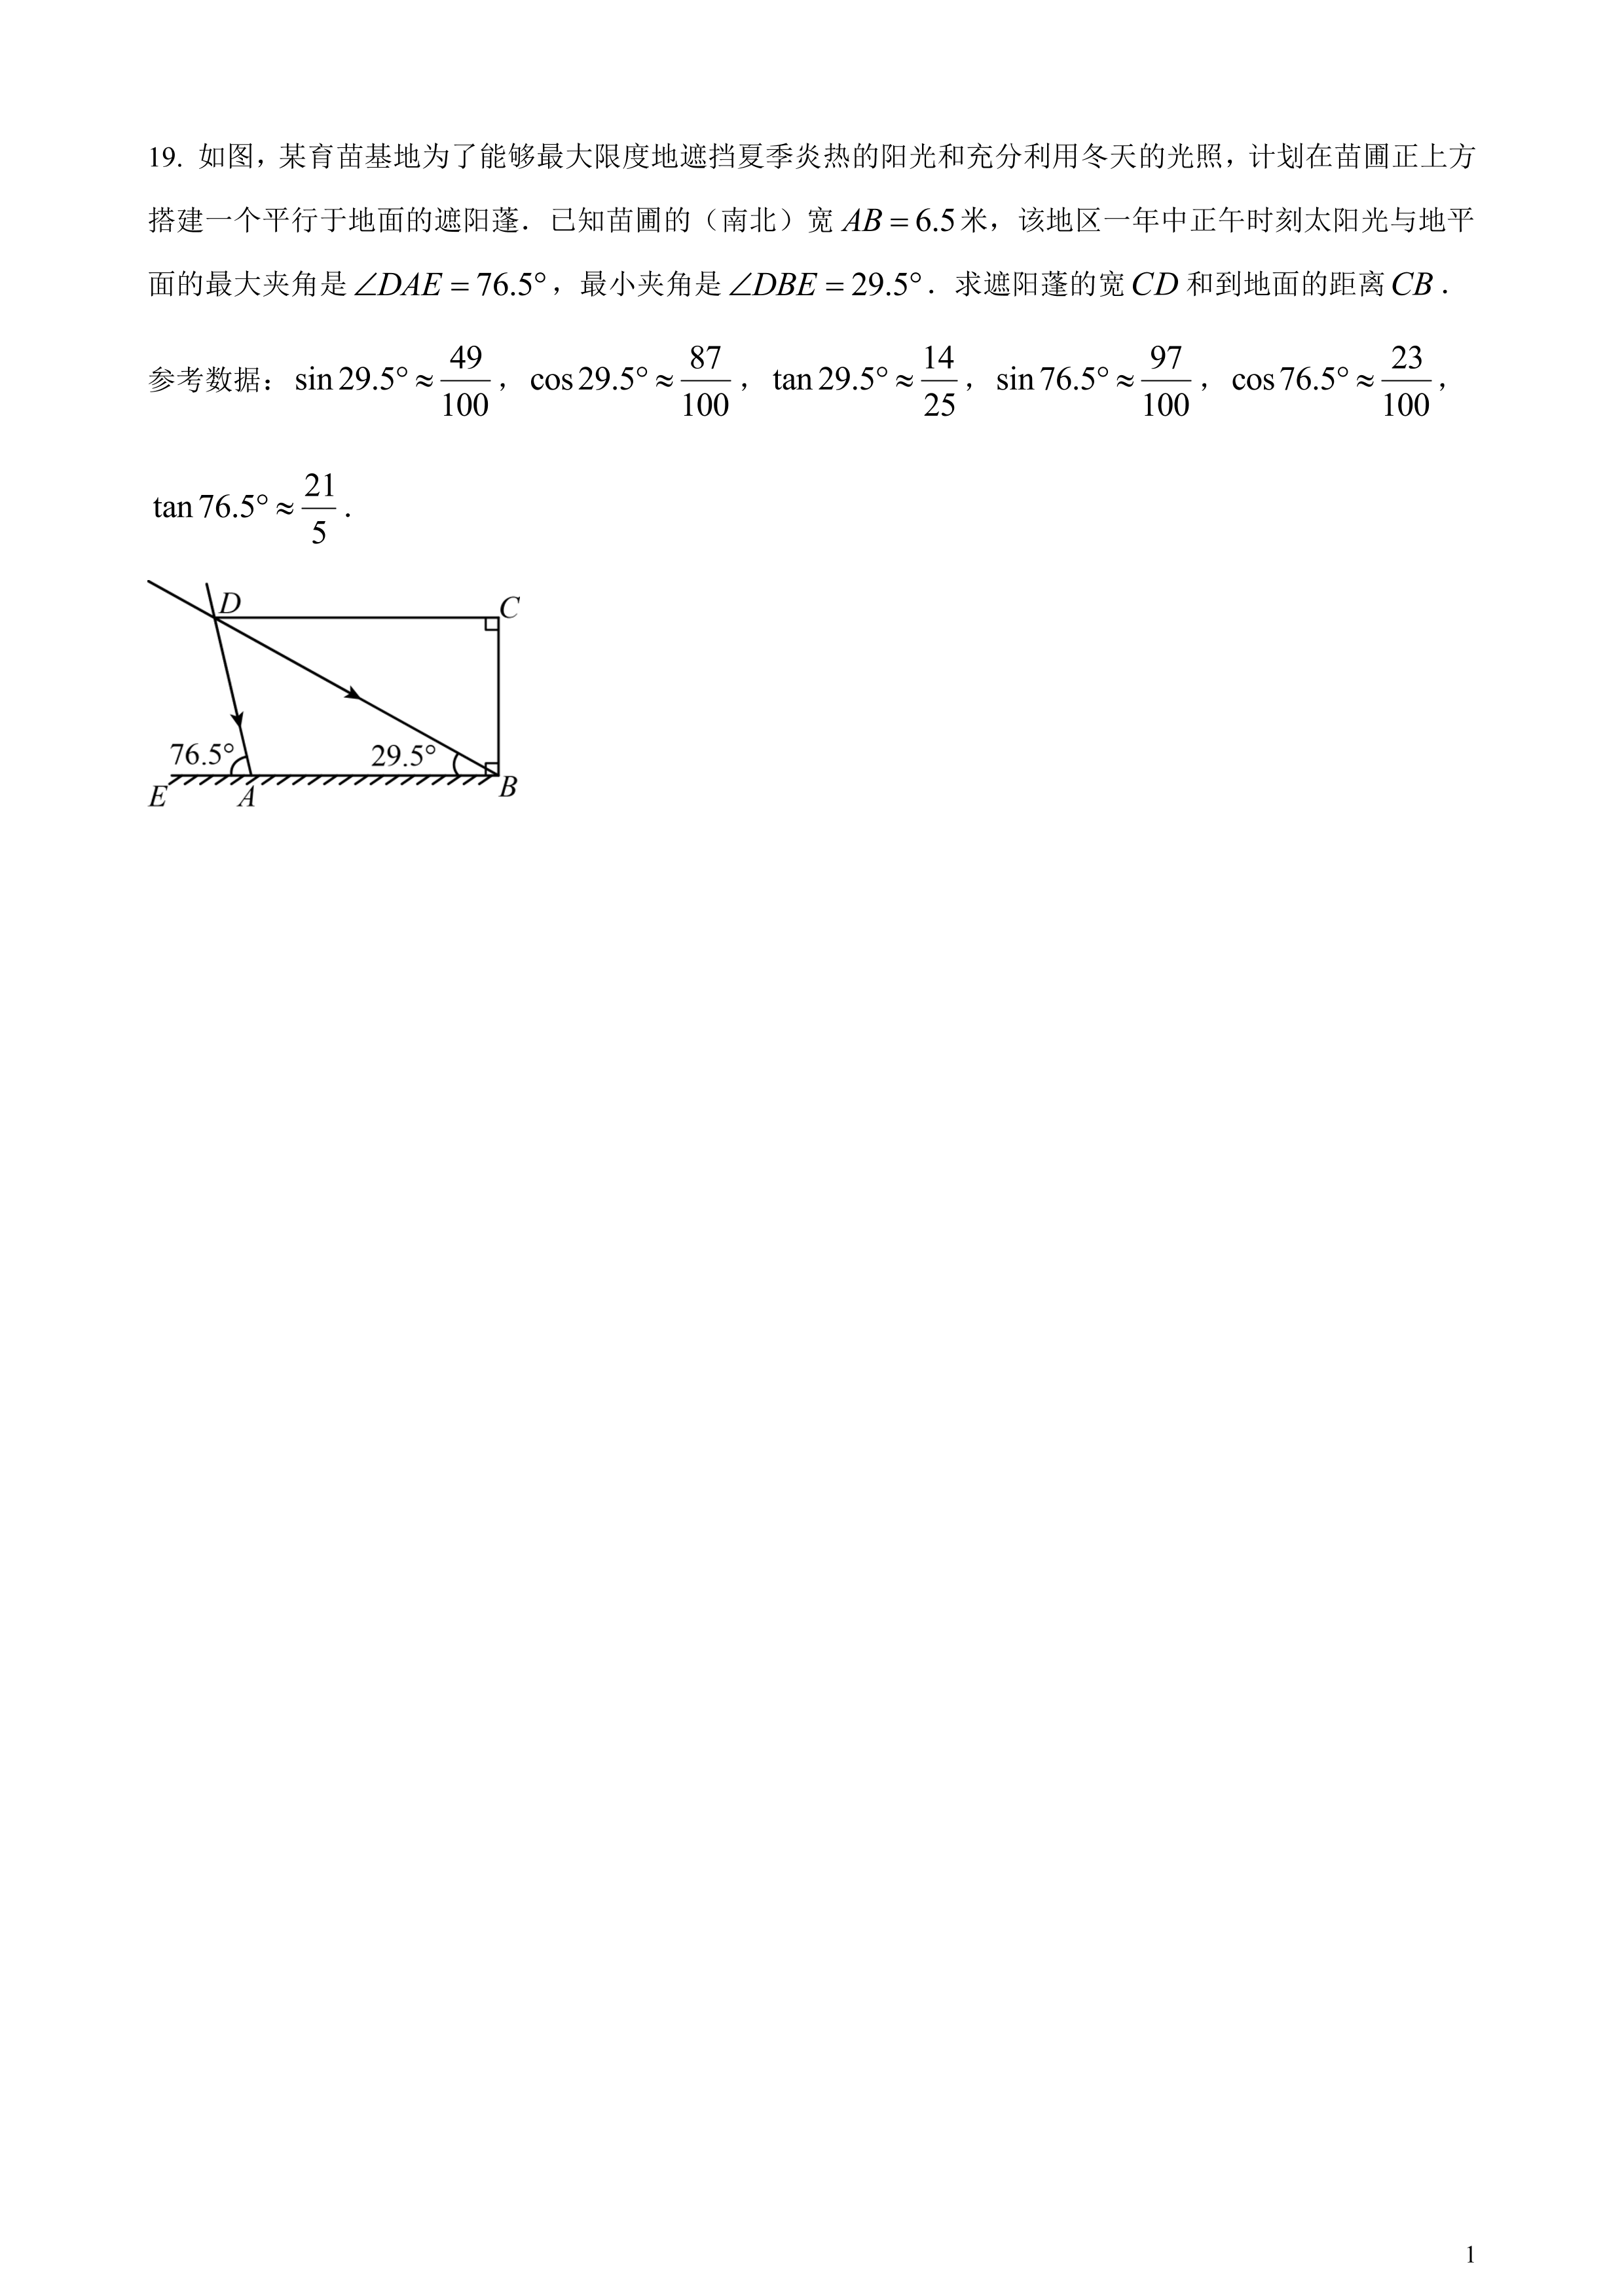 19. 如图，某育苗基地为了能够最大限度地遮挡夏季炎热的阳光和充分利用冬天的光照，计划在苗圃正上方
搭建一个平行于地面的遮阳蓬．已知苗圃的（南北）宽 AB = 6.5 米，该地区一年中正午时刻太阳光与地平
面的最大夹角是 ∠DAE = 76.5°，最小夹角是 ∠DBE = 29.5°．求遮阳蓬的宽 CD 和到地面的距离 CB．
参考数据：sin 29.5° ≈ 49/100，cos 29.5° ≈ 87/100，tan 29.5° ≈ 14/25，sin 76.5° ≈ 97/100，cos 76.5° ≈ 23/100，
tan 76.5° ≈ 21/5．
D
C
76.5°
29.5°
E
A
B
1